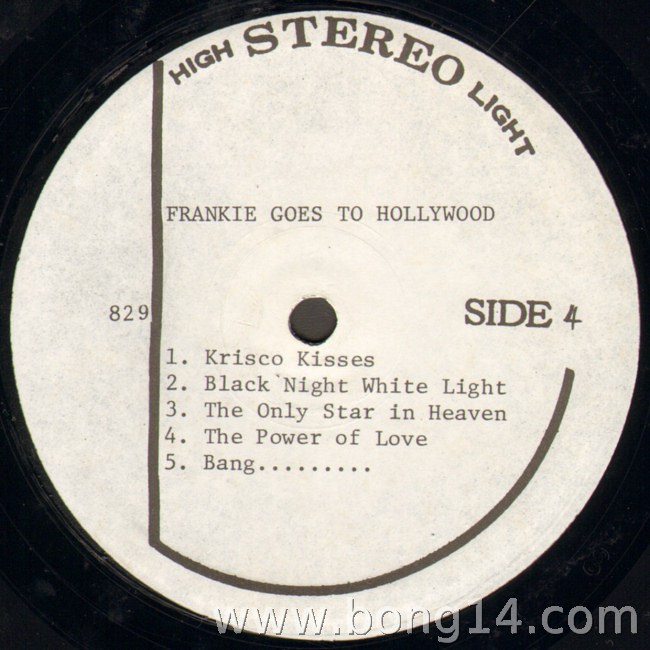 HIGH STEREO LIGHT
FRANKIE GOES TO HOLLYWOOD
829
SIDE 4
1. Krisco Kisses
2. Black Night White Light
3. The Only Star in Heaven
4. The Power of Love
5. Bang.........
www.bong14.com